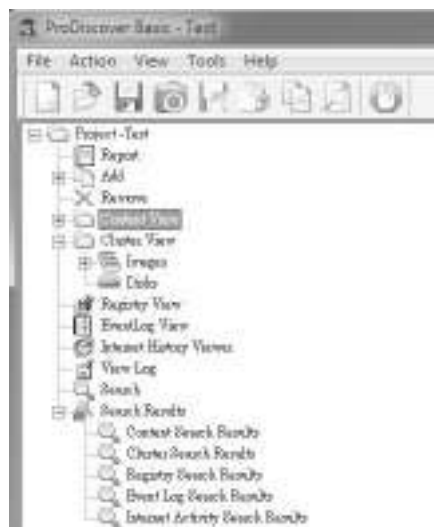 ProDiscover Basic - Test
File Action View Tools Help
Project -Test
Report
Add
Remove
Content View
Cluster View
Images
Disks
Registry View
EventLog View
Internet History Viewer
View Log
Search
Search Results
Content Search Results
Cluster Search Results
Registry Search Results
Event Log Search Results
Internet Activity Search Results